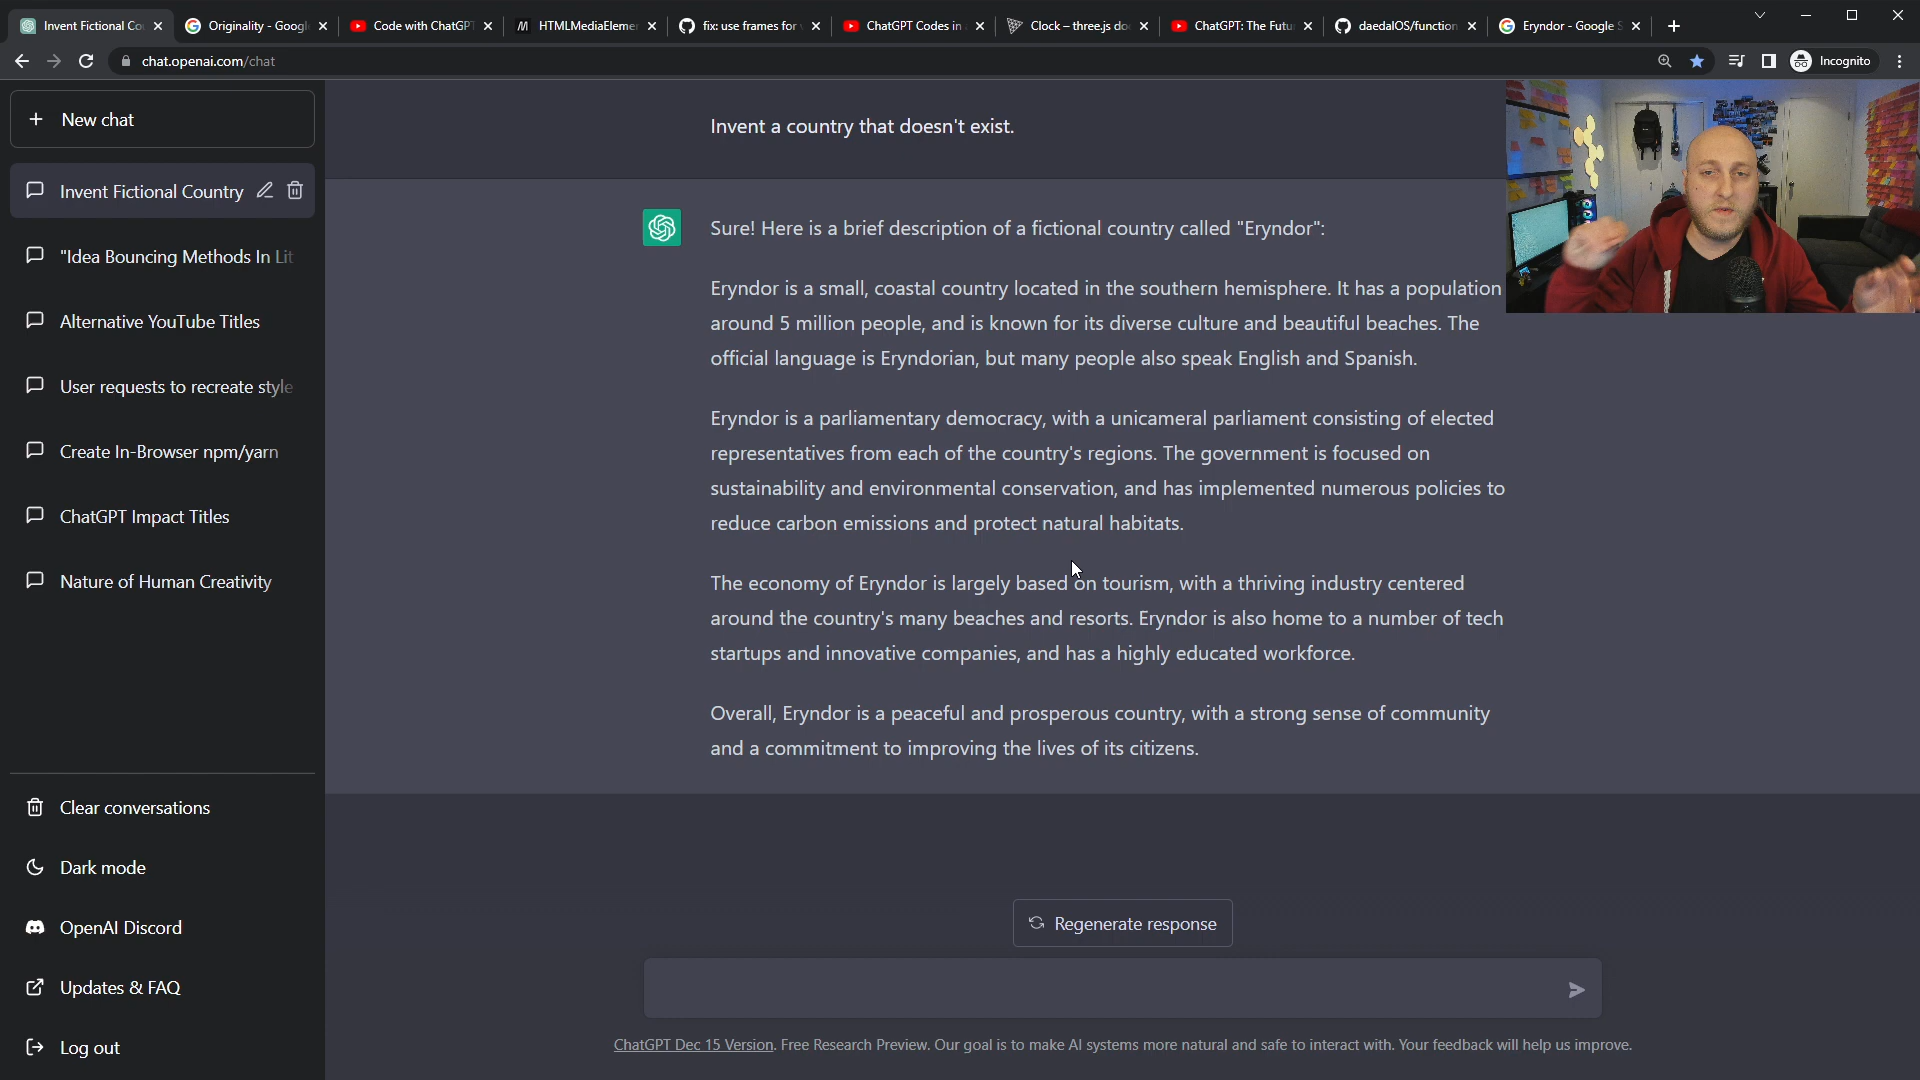 Invent Fictional Co
Originality - Googl
Code with ChatGPT
HTMLMediaElemen
fix: use frames for
ChatGPT Codes in
Clock – three.js do
ChatGPT: The Futu
daedalOS/function
Eryndor - Google S
chat.openai.com/chat
Incognito
+ New chat
Invent Fictional Country
"Idea Bouncing Methods In Lit
Alternative YouTube Titles
User requests to recreate style
Create In-Browser npm/yarn
ChatGPT Impact Titles
Nature of Human Creativity
Clear conversations
Dark mode
OpenAI Discord
Updates & FAQ
Log out
Invent a country that doesn't exist.
Sure! Here is a brief description of a fictional country called "Eryndor":
Eryndor is a small, coastal country located in the southern hemisphere. It has a population
around 5 million people, and is known for its diverse culture and beautiful beaches. The
official language is Eryndorian, but many people also speak English and Spanish.
Eryndor is a parliamentary democracy, with a unicameral parliament consisting of elected
representatives from each of the country's regions. The government is focused on
sustainability and environmental conservation, and has implemented numerous policies to
reduce carbon emissions and protect natural habitats.
The economy of Eryndor is largely based on tourism, with a thriving industry centered
around the country's many beaches and resorts. Eryndor is also home to a number of tech
startups and innovative companies, and has a highly educated workforce.
Overall, Eryndor is a peaceful and prosperous country, with a strong sense of community
and a commitment to improving the lives of its citizens.
Regenerate response
ChatGPT Dec 15 Version. Free Research Preview. Our goal is to make AI systems more natural and safe to interact with. Your feedback will help us improve.